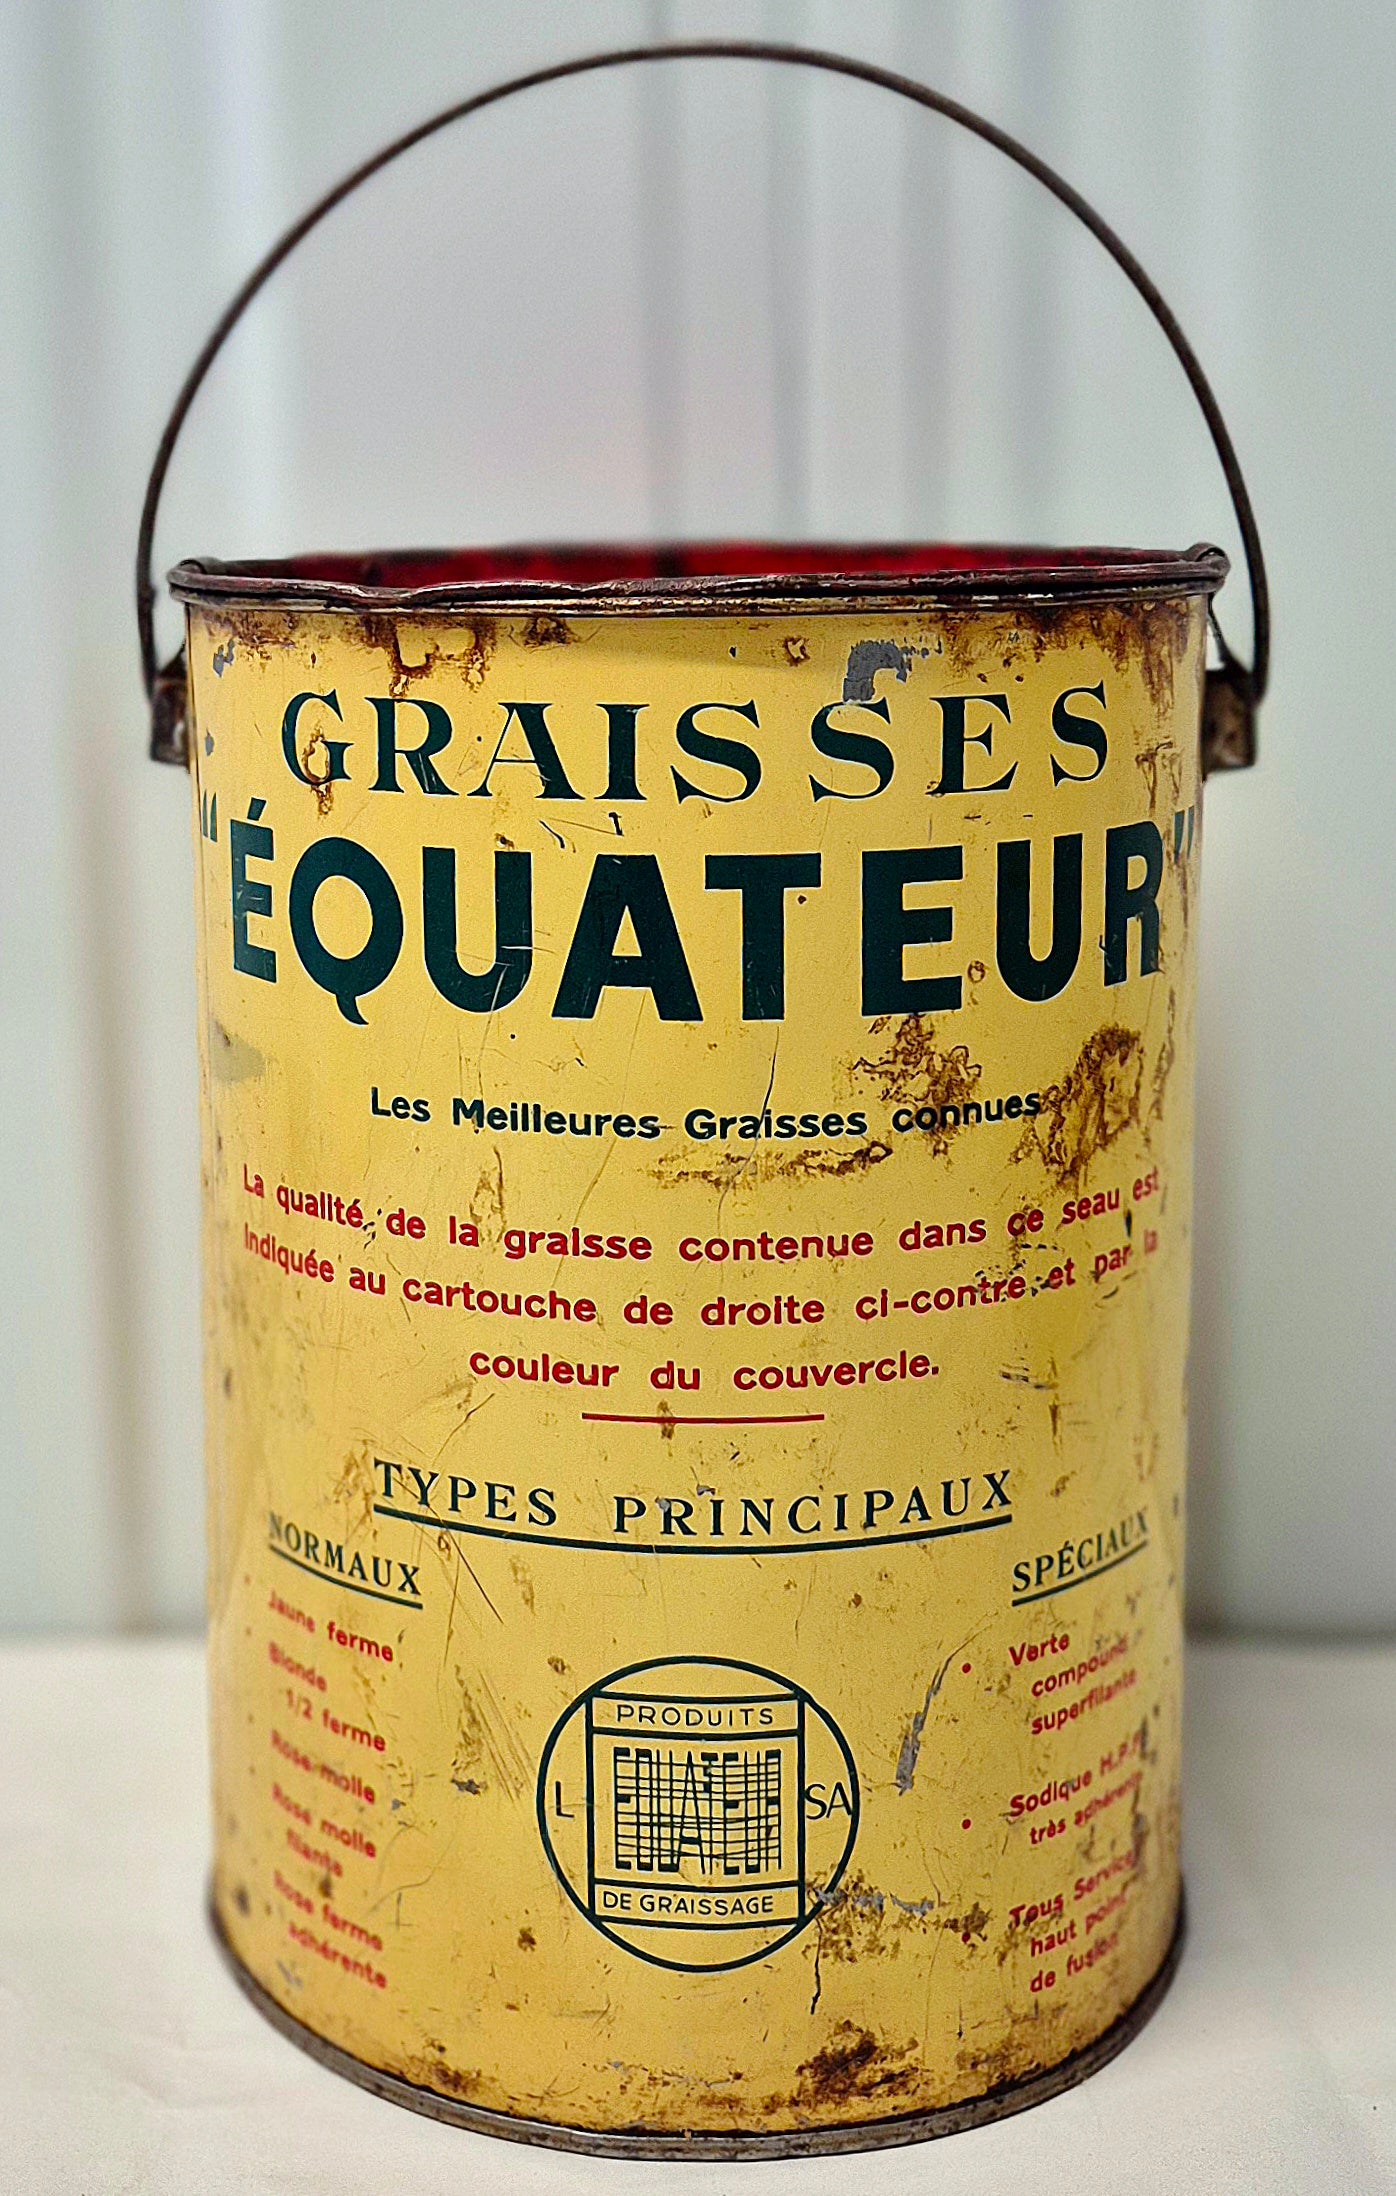 GRAISSES
"ÉQUATEUR"
Les Meilleures Graisses connues
La qualité de la graisse contenue dans ce seau est
indiquée au cartouche de droite ci-contre et par la
couleur du couvercle.
TYPES PRINCIPAUX
NORMAUX
Jaune ferme
Blonde
1/2 ferme
Rose molle
Rose molle
filante
Rose ferme
adhérente
PRODUITS
L
ÉQUATEUR
SA
DE GRAISSAGE
SPÉCIAUX
• Verte
compound
superfilante
• Sodique H.P.F.
très adhérente
• Tous Services
haut point
de fusion